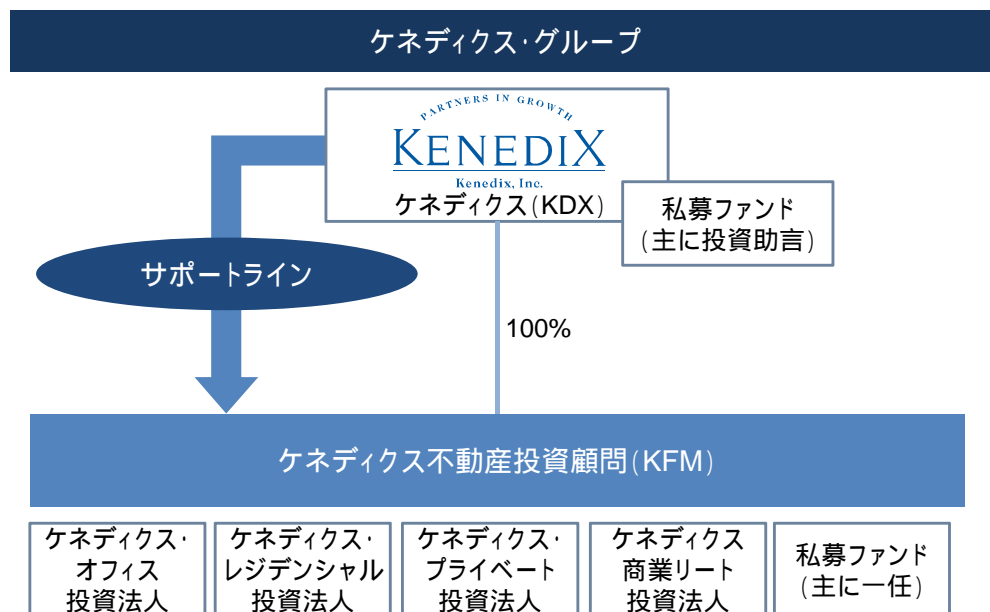 ケネディクス・グループ
PARTNERS IN GROWTH
KENEDIX
Kenedix, Inc.
ケネディクス(KDX)
私募ファンド
(主に投資助言)
サポートライン
100%
ケネディクス不動産投資顧問(KFM)
ケネディクス・
オフィス
投資法人
ケネディクス・
レジデンシャル
投資法人
ケネディクス・
プライベート
投資法人
ケネディクス
商業リート
投資法人
私募ファンド
(主に一任)